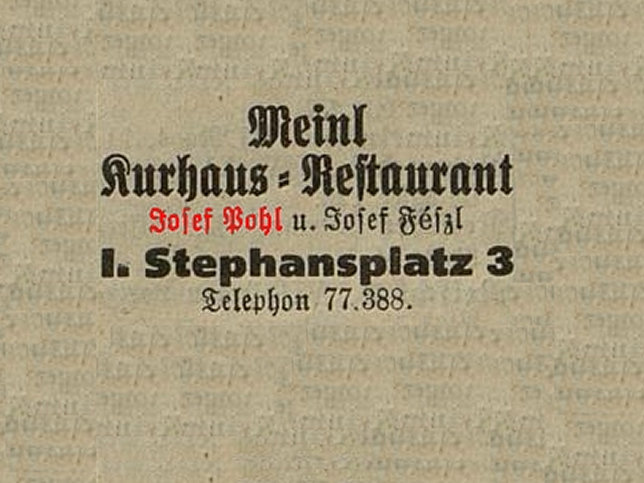 Meinl
Kurhaus-Restaurant
Josef Pohl u. Josef Fészl
I. Stephansplatz 3
Telephon 77.388.